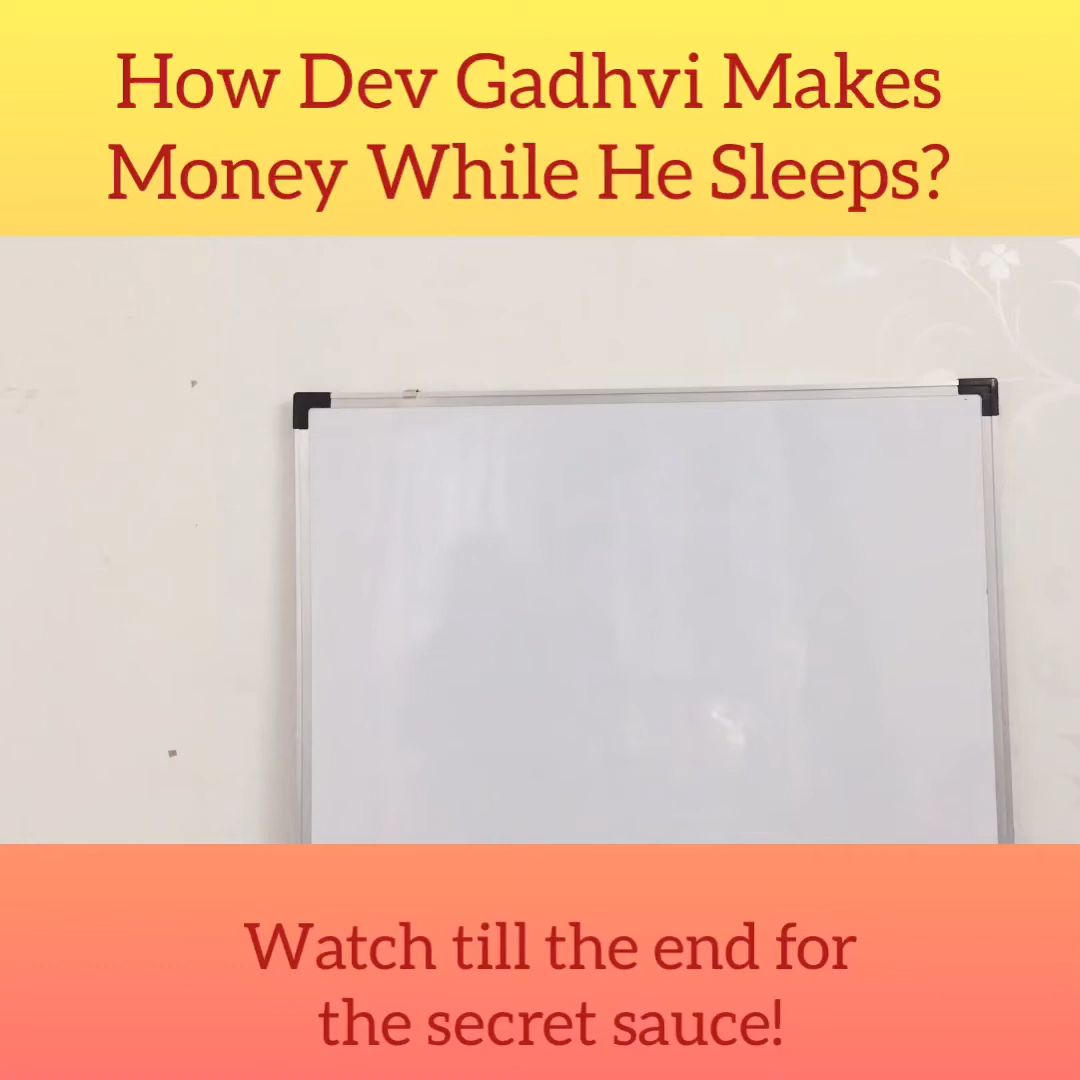 How Dev Gadhvi Makes
Money While He Sleeps?
Watch till the end for
the secret sauce!